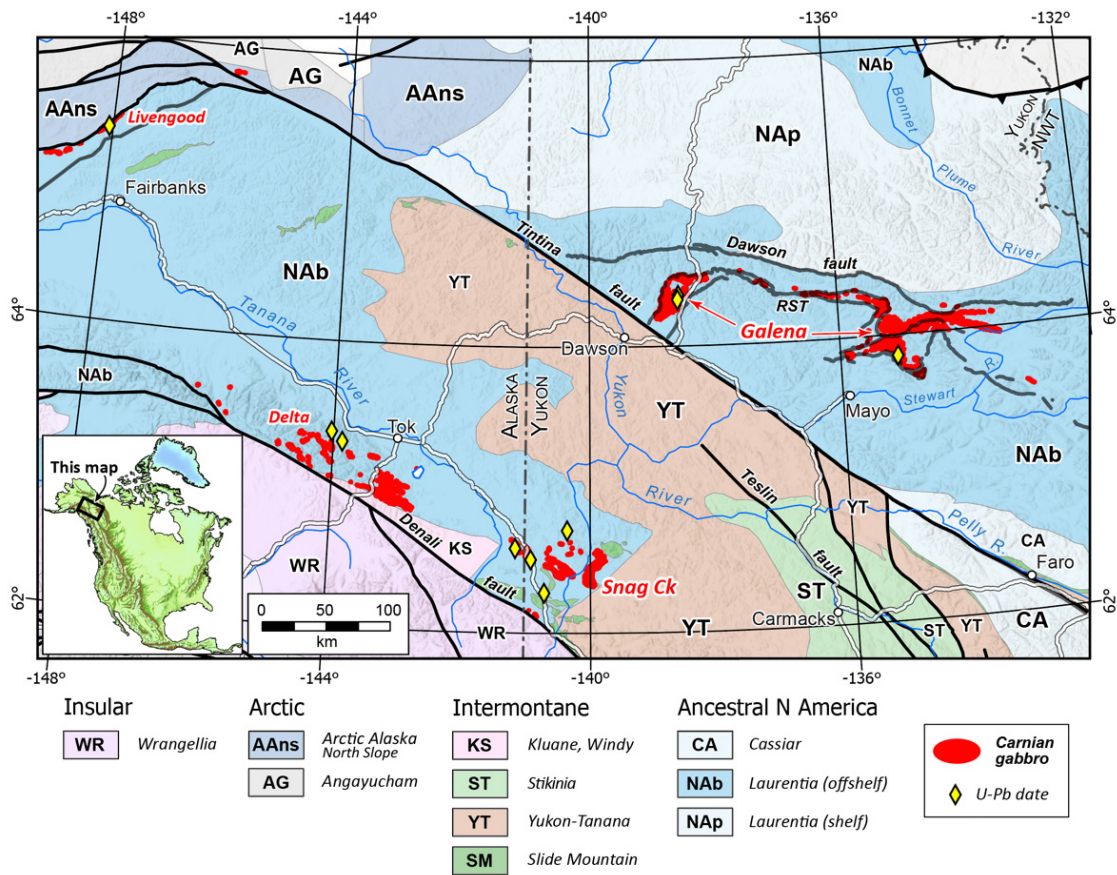 -148°
-144°
-140°
-136°
-132°
AG
AG
AAns
AAns
Livengood
Fairbanks
NAp
NAb
Bonnet
Plume
River
YUKON
NWT
Tintina
fault
Dawson
fault
RST
Galena
64°
64°
NAb
YT
Tanana
River
Dawson
Yukon
ALASKA
YUKON
Stewart
R.
Mayo
NAb
NAb
Delta
Tok
YT
River
Teslin
fault
YT
Pelly R.
CA
Faro
This map
WR
Denali
fault
KS
Snag Ck
ST
Carmacks
62°
62°
0 50 100
km
WR
YT
ST
YT
CA
-148°
-144°
-140°
-136°
Insular
WR Wrangellia
Arctic
AAns Arctic Alaska
North Slope
AG Angayucham
Intermontane
KS Kluane, Windy
ST Stikinia
YT Yukon-Tanana
SM Slide Mountain
Ancestral N America
CA Cassiar
NAb Laurentia (offshelf)
NAp Laurentia (shelf)
Carnian
gabbro
U-Pb date